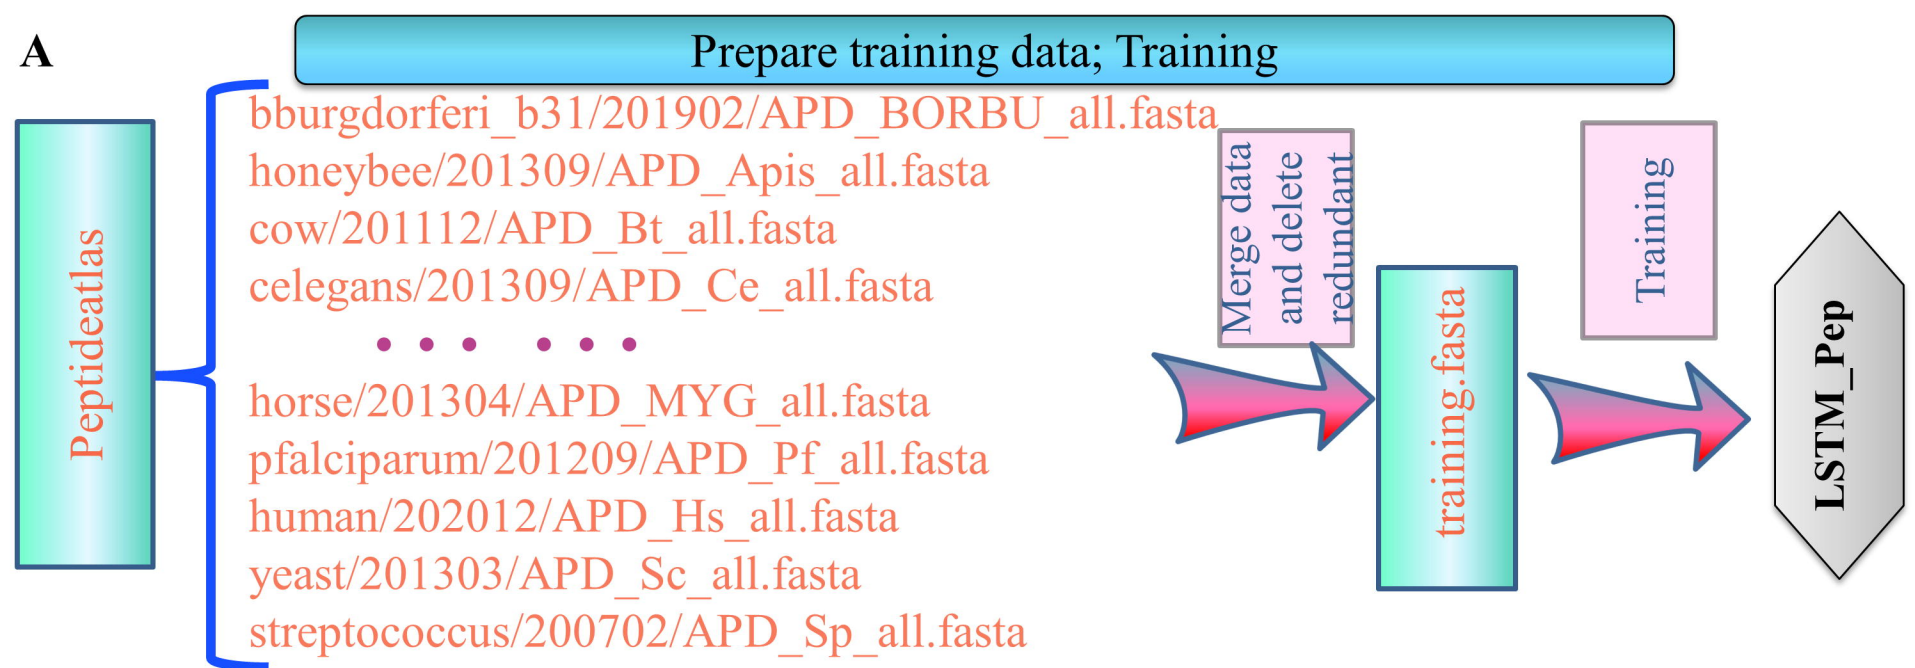 A
Prepare training data; Training
Peptideatlas
bburgdorferi_b31/201902/APD_BORBU_all.fasta
honeybee/201309/APD_Apis_all.fasta
cow/201112/APD_Bt_all.fasta
celegans/201309/APD_Ce_all.fasta
horse/201304/APD_MYG_all.fasta
pfalciparum/201209/APD_Pf_all.fasta
human/202012/APD_Hs_all.fasta
yeast/201303/APD_Sc_all.fasta
streptococcus/200702/APD_Sp_all.fasta
Merge data
and delete
redundant
training.fasta
Training
LSTM_Pep